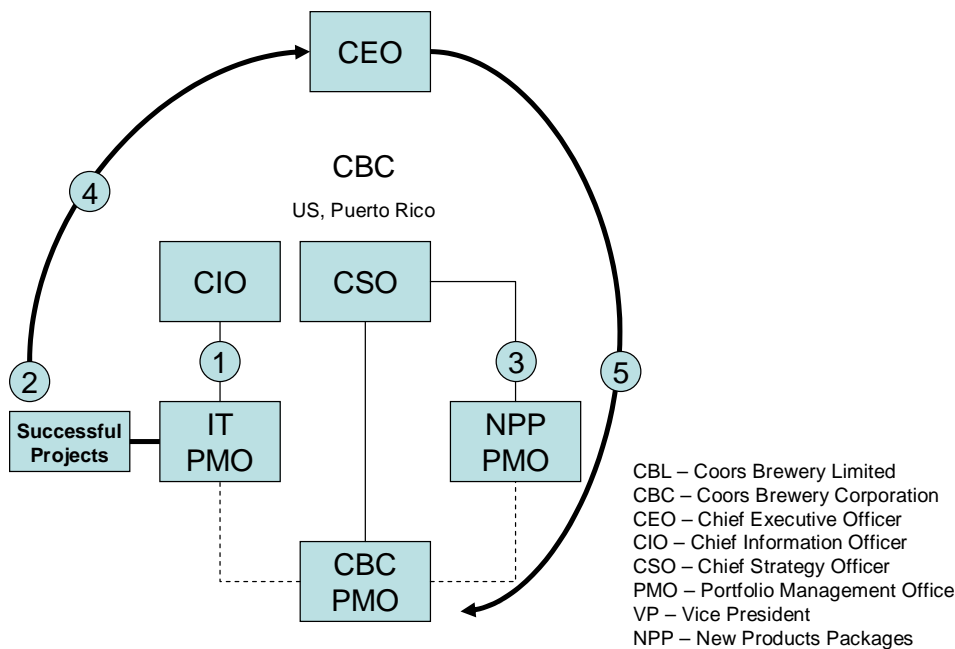 CEO
4
CBC
US, Puerto Rico
CIO
CSO
1
3
2
5
Successful
Projects
IT
PMO
NPP
PMO
CBC
PMO
CBL – Coors Brewery Limited
CBC – Coors Brewery Corporation
CEO – Chief Executive Officer
CIO – Chief Information Officer
CSO – Chief Strategy Officer
PMO – Portfolio Management Office
VP – Vice President
NPP – New Products Packages